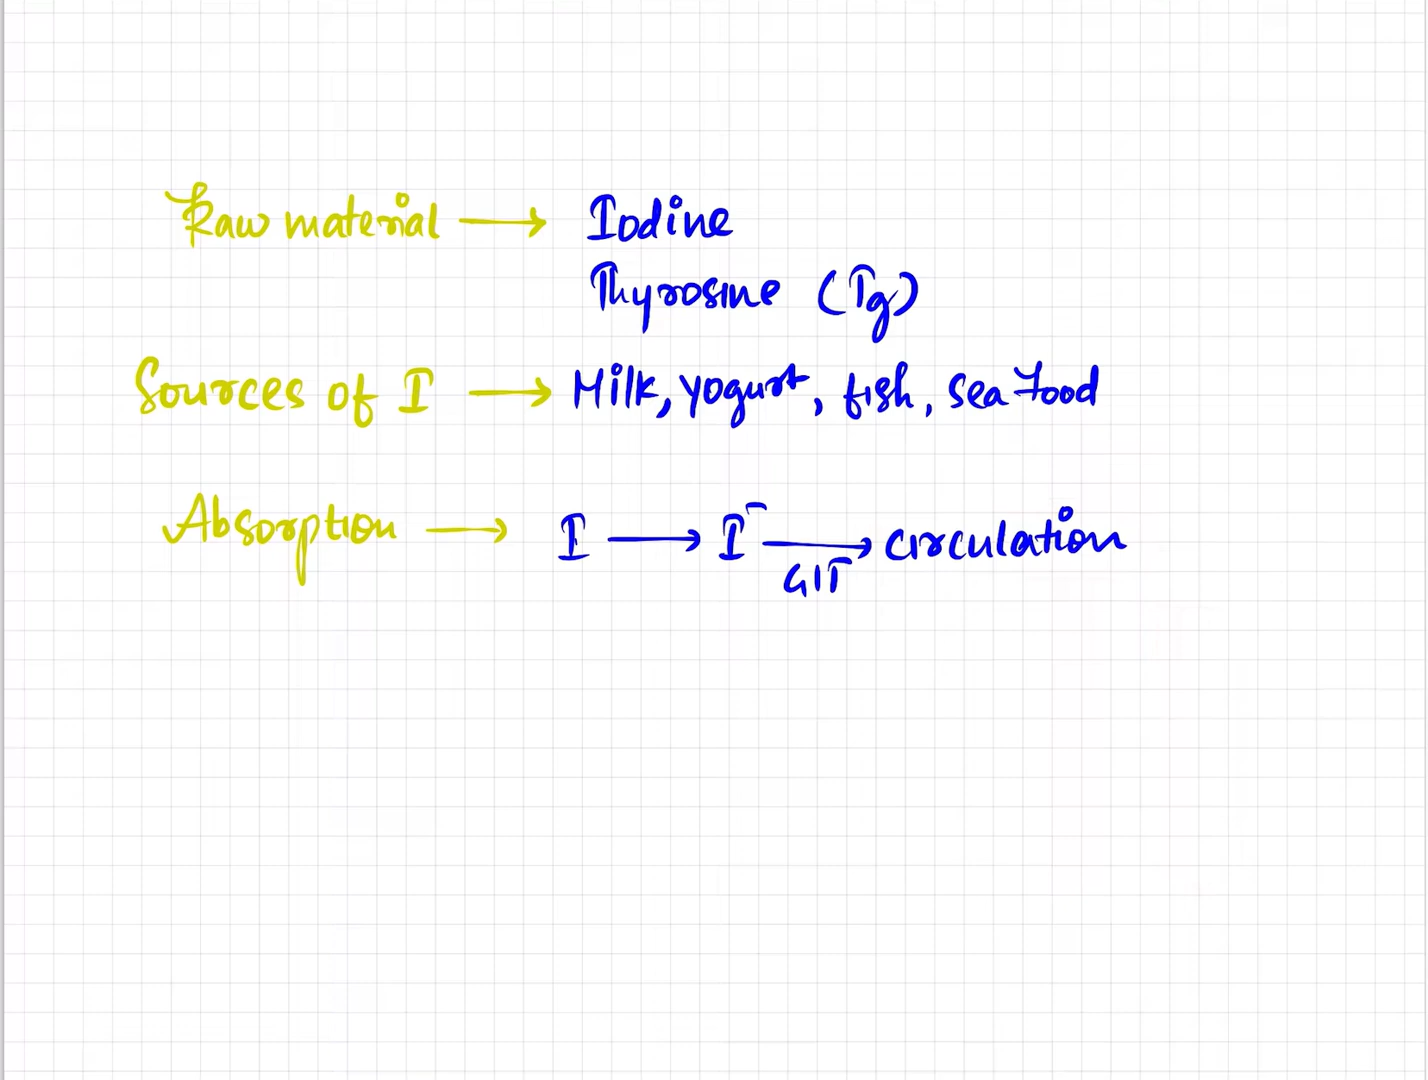 Raw material → Iodine
Thyrosine (Tg)
Sources of I → Milk, yogurt, fish, sea food
Absorption → I → I⁻ → circulation
GIT